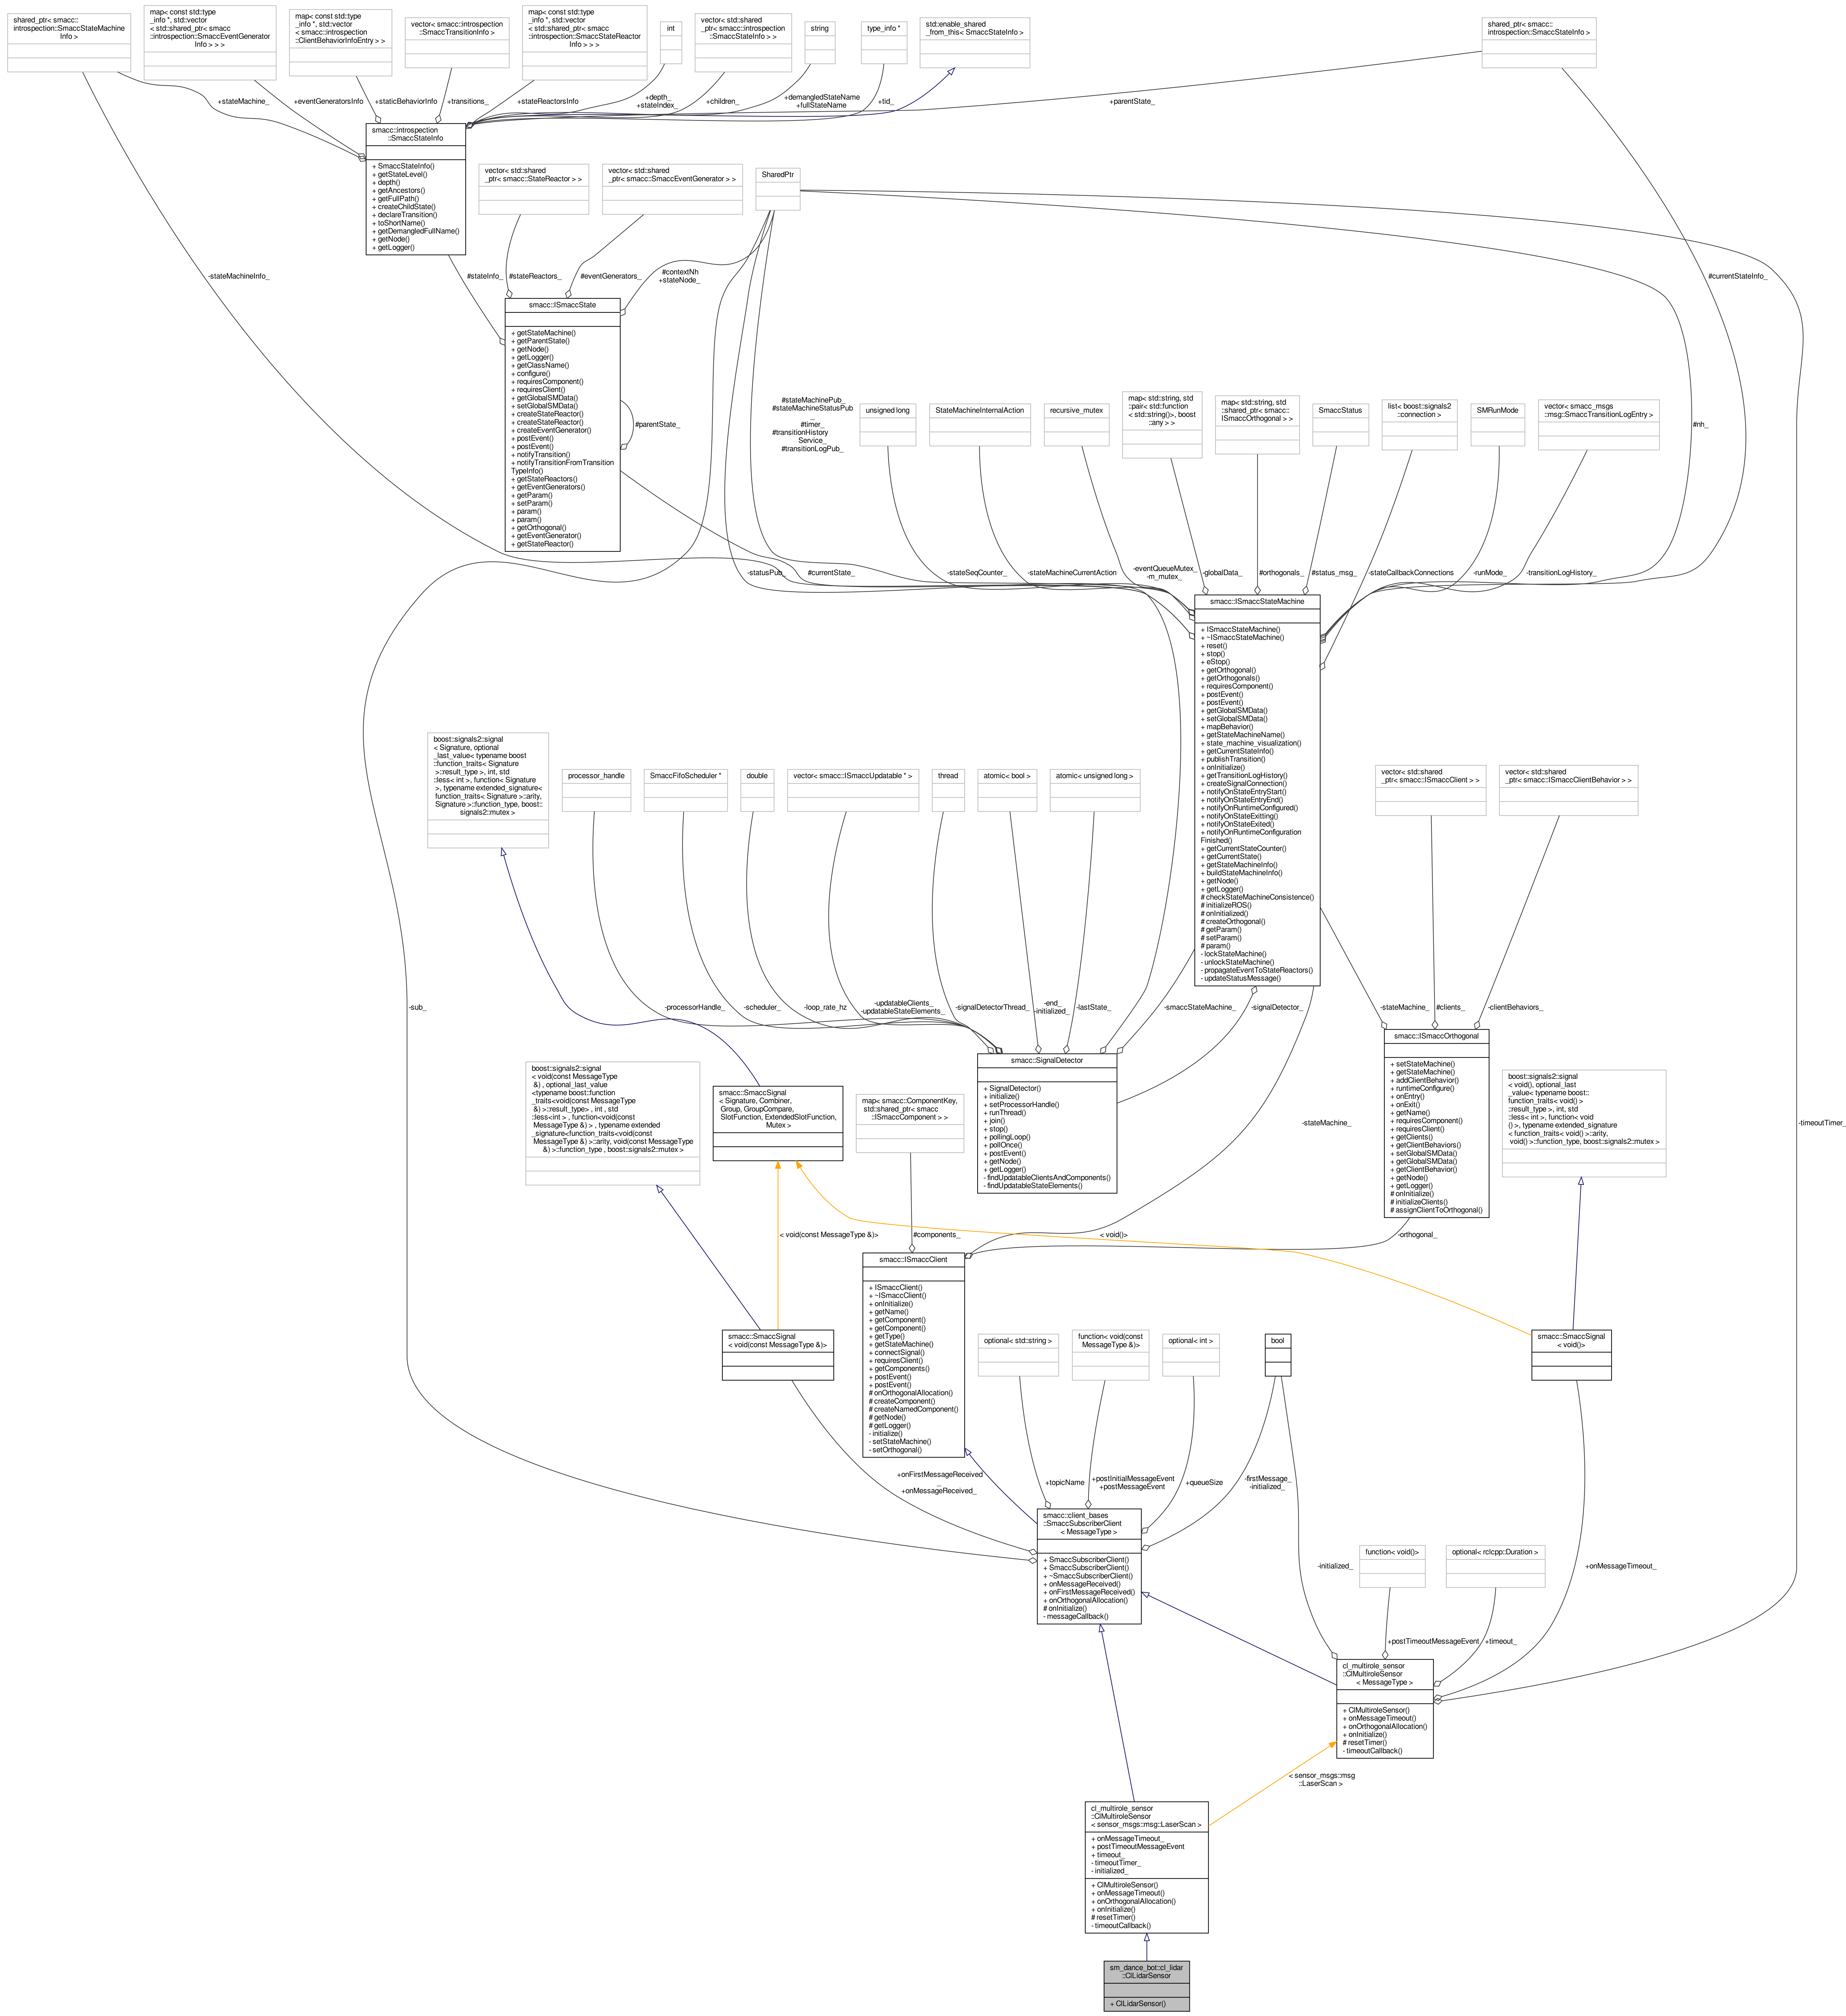 shared_ptr< smacc::
introspection::SmaccStateMachine
Info >
map< const std::type
_info *, std::vector
< std::shared_ptr< smacc
::introspection::SmaccEventGenerator
Info > > >
map< const std::type
_info *, std::vector
< smacc::introspection
::ClientBehaviorInfoEntry > >
vector< smacc::introspection
::SmaccTransitionInfo >
map< const std::type
_info *, std::vector
< std::shared_ptr< smacc
::introspection::SmaccStateReactor
Info > > >
int
vector< std::shared
_ptr< smacc::introspection
::SmaccStateInfo > >
string
type_info *
std::enable_shared
_from_this< SmaccStateInfo >
shared_ptr< smacc::
introspection::SmaccStateInfo >
+stateMachine_
+eventGeneratorsInfo
+staticBehaviorInfo
+transitions_
+stateReactorsInfo
+depth_
+stateIndex_
+children_
+demangledStateName
+fullStateName
+tid_
+parentState_
smacc::introspection
::SmaccStateInfo
+ SmaccStateInfo()
+ getStateLevel()
+ depth()
+ getAncestors()
+ getFullPath()
+ createChildState()
+ declareTransition()
+ toShortName()
+ getDemangledFullName()
+ getNode()
+ getLogger()
vector< std::shared
_ptr< smacc::StateReactor > >
vector< std::shared
_ptr< smacc::SmaccEventGenerator > >
SharedPtr
-stateMachineInfo_
#stateInfo_
#stateReactors_
#eventGenerators_
#contextNh
+stateNode_
#currentStateInfo_
smacc::ISmaccState
+ getStateMachine()
+ getParentState()
+ getNode()
+ getLogger()
+ getClassName()
+ configure()
+ requiresComponent()
+ requiresClient()
+ getGlobalSMData()
+ setGlobalSMData()
+ createStateReactor()
+ createStateReactor()
+ createEventGenerator()
+ postEvent()
+ postEvent()
+ notifyTransition()
+ notifyTransitionFromTransition
TypeInfo()
+ getStateReactors()
+ getEventGenerators()
+ getParam()
+ setParam()
+ param()
+ param()
+ getOrthogonal()
+ getEventGenerator()
+ getStateReactor()
#parentState_
#stateMachinePub_
#stateMachineStatusPub
_
#timer_
#transitionHistory
Service_
#transitionLogPub_
unsigned long
StateMachineInternalAction
recursive_mutex
map< std::string, std
::pair< std::function
< std::string()>, boost
::any > >
map< std::string, std
::shared_ptr< smacc::
ISmaccOrthogonal > >
SmaccStatus
list< boost::signals2
::connection >
SMRunMode
vector< smacc_msgs
::msg::SmaccTransitionLogEntry >
#nh_
-statusPub_
#currentState_
-stateSeqCounter_
-stateMachineCurrentAction
-eventQueueMutex_
-m_mutex_
-globalData_
#orthogonals_
#status_msg_
-stateCallbackConnections
-runMode_
-transitionLogHistory_
smacc::ISmaccStateMachine
+ ISmaccStateMachine()
+ ~ISmaccStateMachine()
+ reset()
+ stop()
+ eStop()
+ getOrthogonal()
+ getOrthogonals()
+ requiresComponent()
+ postEvent()
+ postEvent()
+ getGlobalSMData()
+ setGlobalSMData()
+ mapBehavior()
+ getStateMachineName()
+ state_machine_visualization()
+ getCurrentStateInfo()
+ publishTransition()
+ onInitialize()
+ getTransitionLogHistory()
+ createSignalConnection()
+ notifyOnStateEntryStart()
+ notifyOnStateEntryEnd()
+ notifyOnRuntimeConfigured()
+ notifyOnStateExitting()
+ notifyOnStateExited()
+ notifyOnRuntimeConfiguration
Finished()
+ getCurrentStateCounter()
+ getCurrentState()
+ getStateMachineInfo()
+ buildStateMachineInfo()
+ getNode()
+ getLogger()
# checkStateMachineConsistence()
# initializeROS()
# onInitialized()
# createOrthogonal()
# getParam()
# setParam()
# param()
- lockStateMachine()
- unlockStateMachine()
- propagateEventToStateReactors()
- updateStatusMessage()
boost::signals2::signal
< Signature, optional
_last_value< typename boost
::function_traits< Signature
>::result_type >, int, std
::less< int >, function< Signature
>, typename extended_signature<
function_traits< Signature >::arity,
Signature >::function_type, boost::
signals2::mutex >
processor_handle
SmaccFifoScheduler *
double
vector< smacc::ISmaccUpdatable * >
thread
atomic< bool >
atomic< unsigned long >
vector< std::shared
_ptr< smacc::ISmaccClient > >
vector< std::shared
_ptr< smacc::ISmaccClientBehavior > >
-sub_
-processorHandle_
-scheduler_
-loop_rate_hz
-updatableClients_
-updatableStateElements_
-signalDetectorThread_
-end_
-initialized_
-lastState_
-smaccStateMachine_
-signalDetector_
-stateMachine_
#clients_
-clientBehaviors_
smacc::SignalDetector
+ SignalDetector()
+ initialize()
+ setProcessorHandle()
+ runThread()
+ join()
+ stop()
+ pollingLoop()
+ pollOnce()
+ postEvent()
+ getNode()
+ getLogger()
- findUpdatableClientsAndComponents()
- findUpdatableStateElements()
smacc::ISmaccOrthogonal
+ setStateMachine()
+ getStateMachine()
+ addClientBehavior()
+ runtimeConfigure()
+ onEntry()
+ onExit()
+ getName()
+ requiresComponent()
+ requiresClient()
+ getClients()
+ getClientBehaviors()
+ setGlobalSMData()
+ getGlobalSMData()
+ getClientBehavior()
+ getNode()
+ getLogger()
# onInitialize()
# initializeClients()
# assignClientToOrthogonal()
boost::signals2::signal
< void(const MessageType
&) , optional_last_value
<typename boost::function
_traits<void(const MessageType
&) >::result_type> , int , std
::less<int > , function<void(const
MessageType &) > , typename extended
_signature<function_traits<void(const
MessageType &) >::arity, void(const MessageType
&) >::function_type , boost::signals2::mutex >
smacc::SmaccSignal
< Signature, Combiner,
Group, GroupCompare,
SlotFunction, ExtendedSlotFunction,
Mutex >
map< smacc::ComponentKey,
std::shared_ptr< smacc
::ISmaccComponent > >
boost::signals2::signal
< void(), optional_last
_value< typename boost::
function_traits< void() >
::result_type >, int, std
::less< int >, function< void
() >, typename extended_signature
< function_traits< void() >::arity,
void() >::function_type, boost::signals2::mutex >
-stateMachine_
-timeoutTimer_
< void(const MessageType &)>
#components_
< void()>
-orthogonal_
smacc::ISmaccClient
+ ISmaccClient()
+ ~ISmaccClient()
+ onInitialize()
+ getName()
+ getComponent()
+ getComponent()
+ getType()
+ getStateMachine()
+ connectSignal()
+ requiresClient()
+ getComponents()
+ postEvent()
+ postEvent()
# onOrthogonalAllocation()
# createComponent()
# createNamedComponent()
# getNode()
# getLogger()
- initialize()
- setStateMachine()
- setOrthogonal()
smacc::SmaccSignal
< void(const MessageType &)>
optional< std::string >
function< void(const
MessageType &)>
optional< int >
bool
smacc::SmaccSignal
< void()>
+onFirstMessageReceived
_
+onMessageReceived_
+topicName
+postInitialMessageEvent
+postMessageEvent
+queueSize
-firstMessage_
-initialized_
smacc::client_bases
::SmaccSubscriberClient
< MessageType >
+ SmaccSubscriberClient()
+ SmaccSubscriberClient()
+ ~SmaccSubscriberClient()
+ onMessageReceived()
+ onFirstMessageReceived()
+ onOrthogonalAllocation()
# onInitialize()
- messageCallback()
-initialized_
function< void()>
optional< rclcpp::Duration >
+onMessageTimeout_
+postTimeoutMessageEvent
+timeout_
cl_multirole_sensor
::ClMultiroleSensor
< MessageType >
+ ClMultiroleSensor()
+ onMessageTimeout()
+ onOrthogonalAllocation()
+ onInitialize()
# resetTimer()
- timeoutCallback()
< sensor_msgs::msg
::LaserScan >
cl_multirole_sensor
::ClMultiroleSensor
< sensor_msgs::msg::LaserScan >
+ onMessageTimeout_
+ postTimeoutMessageEvent
+ timeout_
- timeoutTimer_
- initialized_
+ ClMultiroleSensor()
+ onMessageTimeout()
+ onOrthogonalAllocation()
+ onInitialize()
# resetTimer()
- timeoutCallback()
sm_dance_bot::cl_lidar
::ClLidarSensor
+ ClLidarSensor()